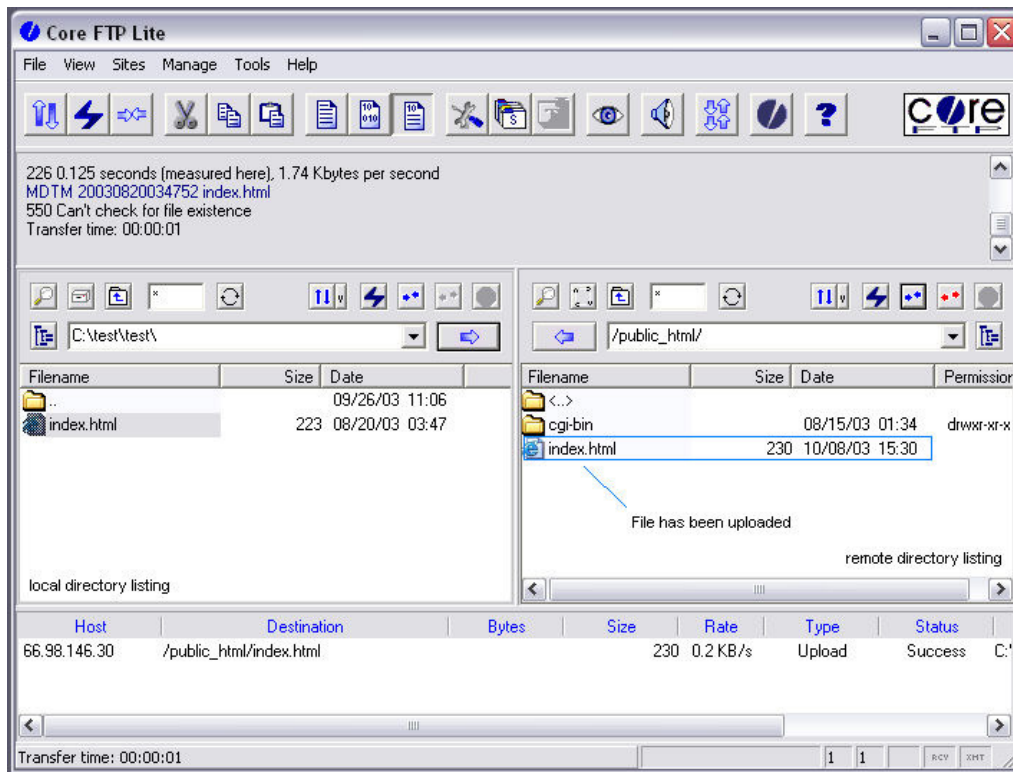 Core FTP Lite
File View Sites Manage Tools Help
core
FTP
226 0.125 seconds (measured here), 1.74 Kbytes per second
MDTM 20030820034752 index.html
550 Can't check for file existence
Transfer time: 00:00:01
C:\test\test\
/public_html/
Filename Size Date
..
09/26/03 11:06
index.html 223 08/20/03 03:47
local directory listing
Filename Size Date Permission
<..>
cgi-bin 08/15/03 01:34 drwxr-xr-x
index.html 230 10/08/03 15:30
File has been uploaded
remote directory listing
Host Destination Bytes Size Rate Type Status
66.98.146.30 /public_html/index.html 230 0.2 KB/s Upload Success C:'
Transfer time: 00:00:01 1 1 RCV XMT